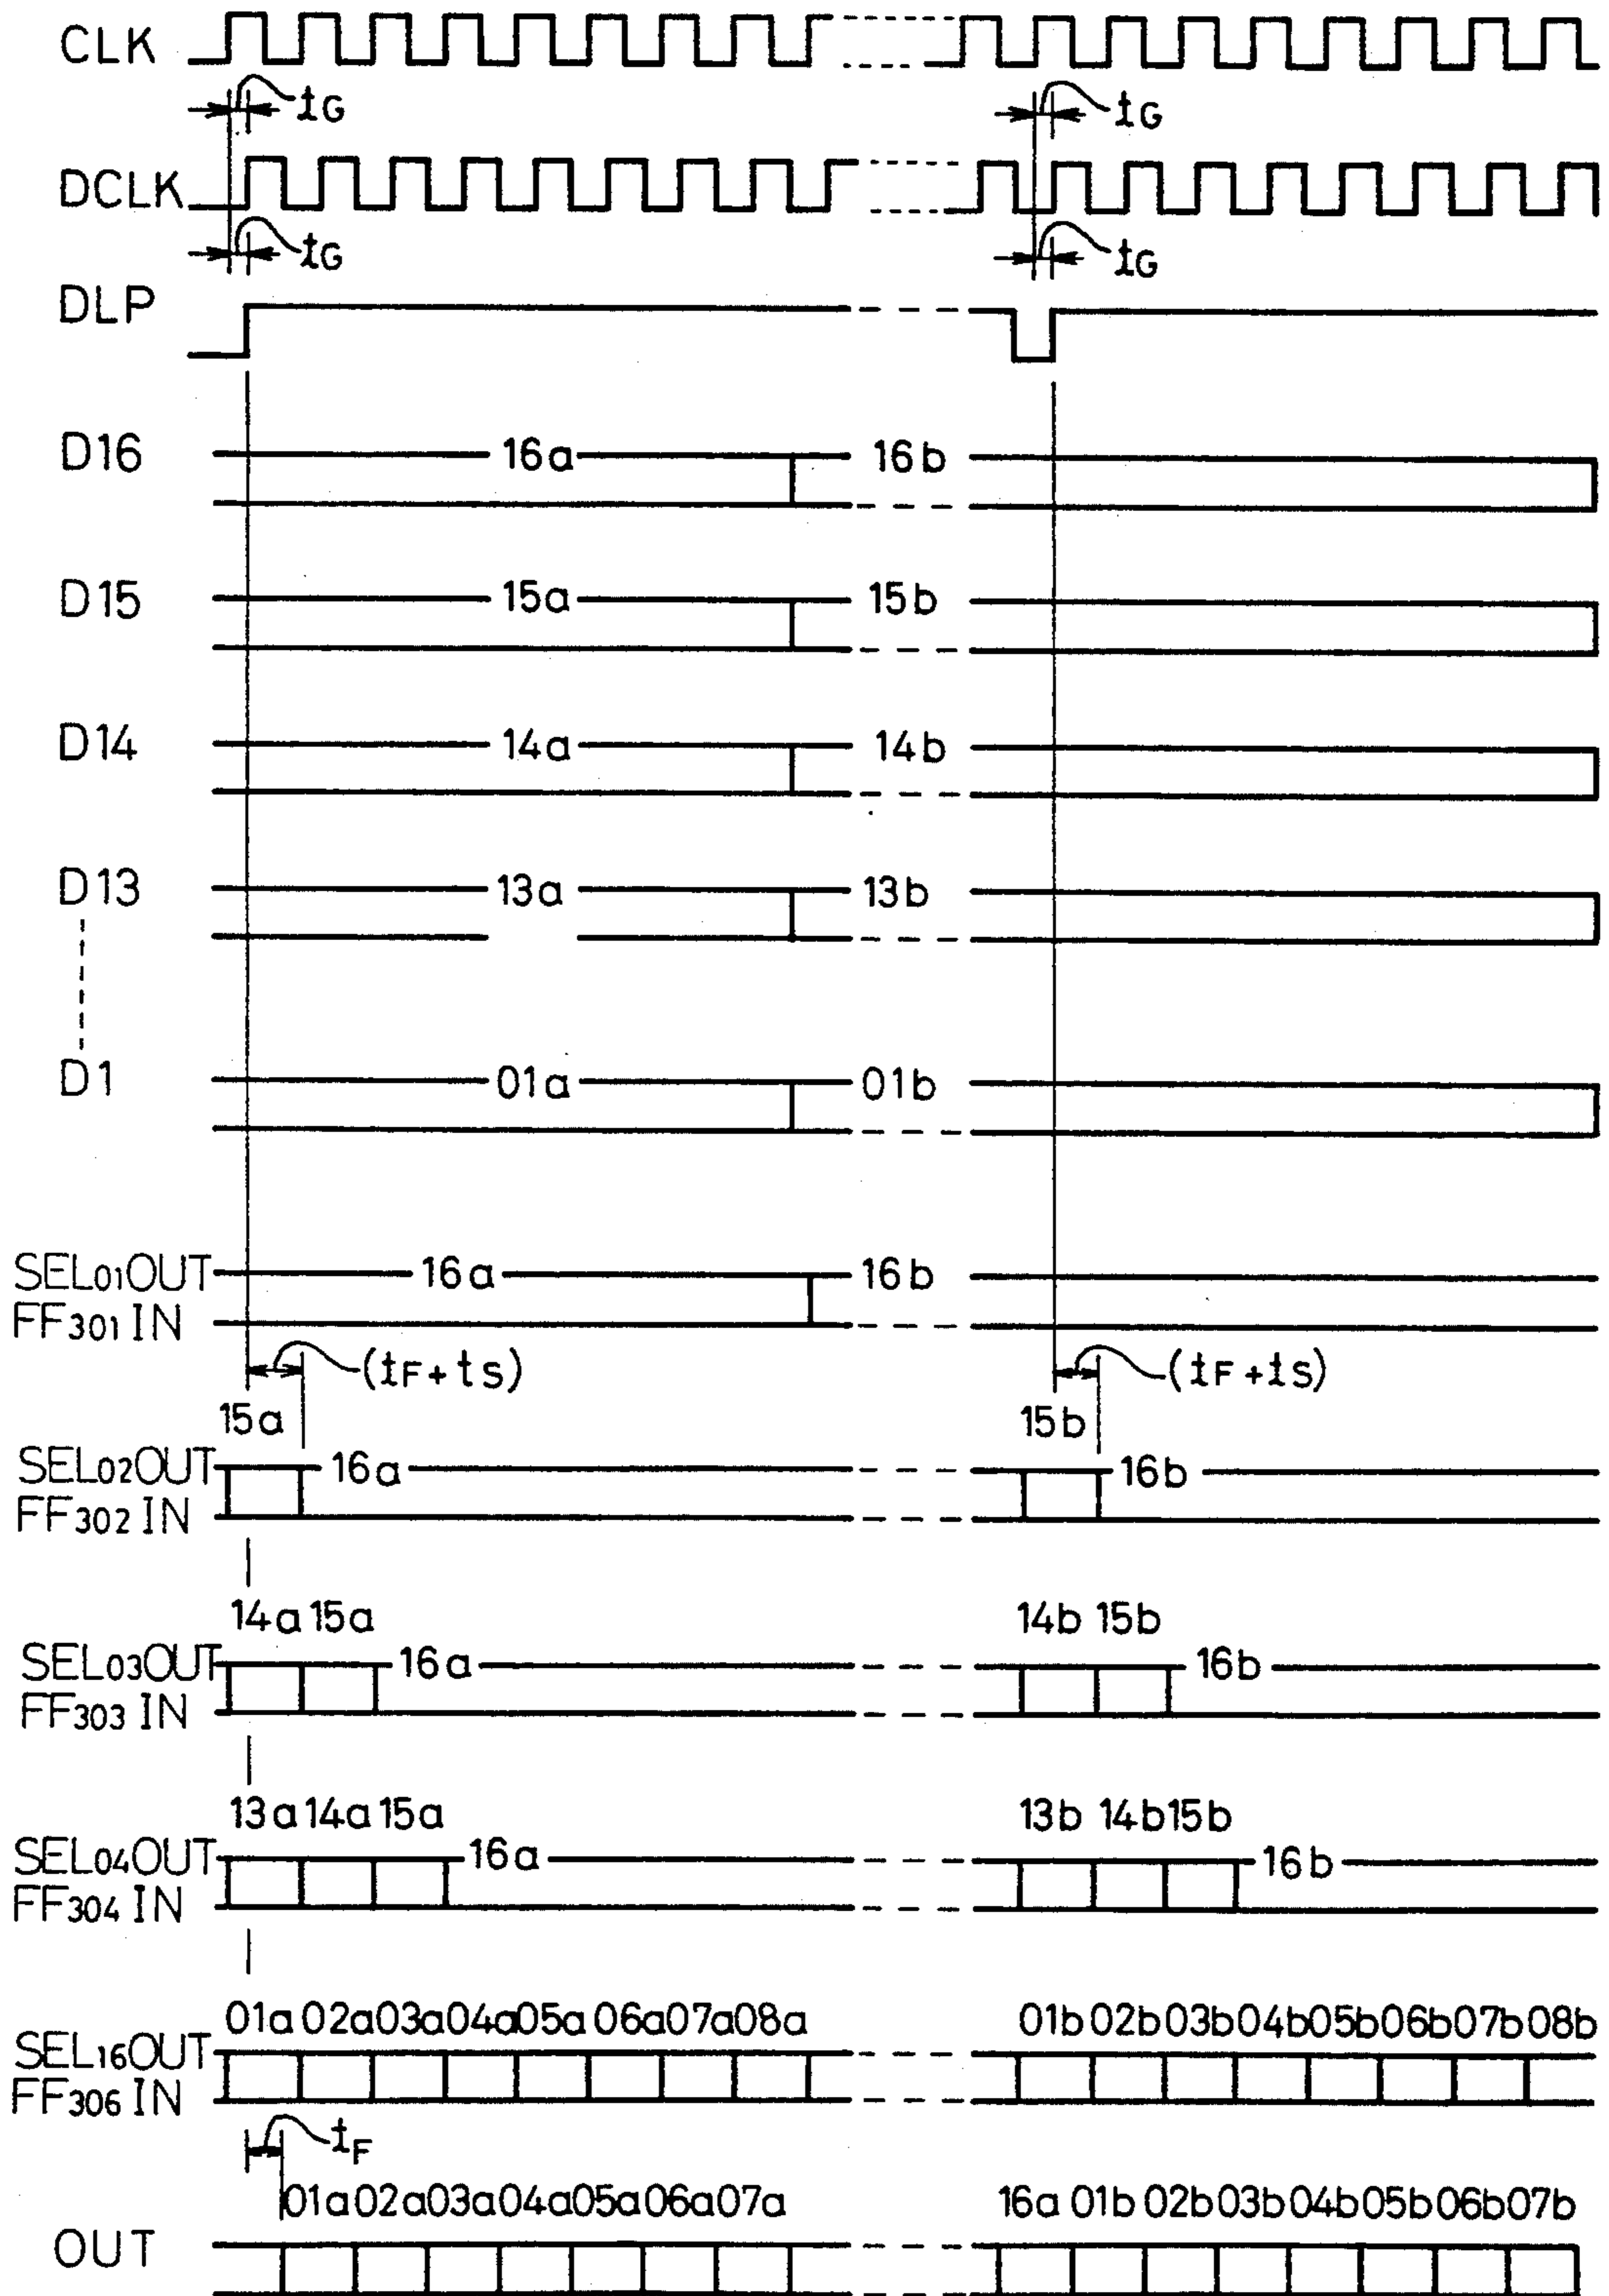 CLK
tG tG
DCLK
tG tG
DLP
D16 16a 16b
D15 15a 15b
D14 14a 14b
D13 13a 13b
D1 01a 01b
SEL01OUT 16a 16b
FF301 IN
(tF+tS) (tF+tS)
15a 15b
SEL02OUT 16a 16b
FF302 IN
14a 15a 14b 15b
SEL03OUT 16a 16b
FF303 IN
13a 14a 15a 13b 14b 15b
SEL04OUT 16a 16b
FF304 IN
01a 02a 03a 04a 05a 06a 07a 08a 01b 02b 03b 04b 05b 06b 07b 08b
SEL16OUT
FF306 IN
tF
01a 02a 03a 04a 05a 06a 07a 16a 01b 02b 03b 04b 05b 06b 07b
OUT